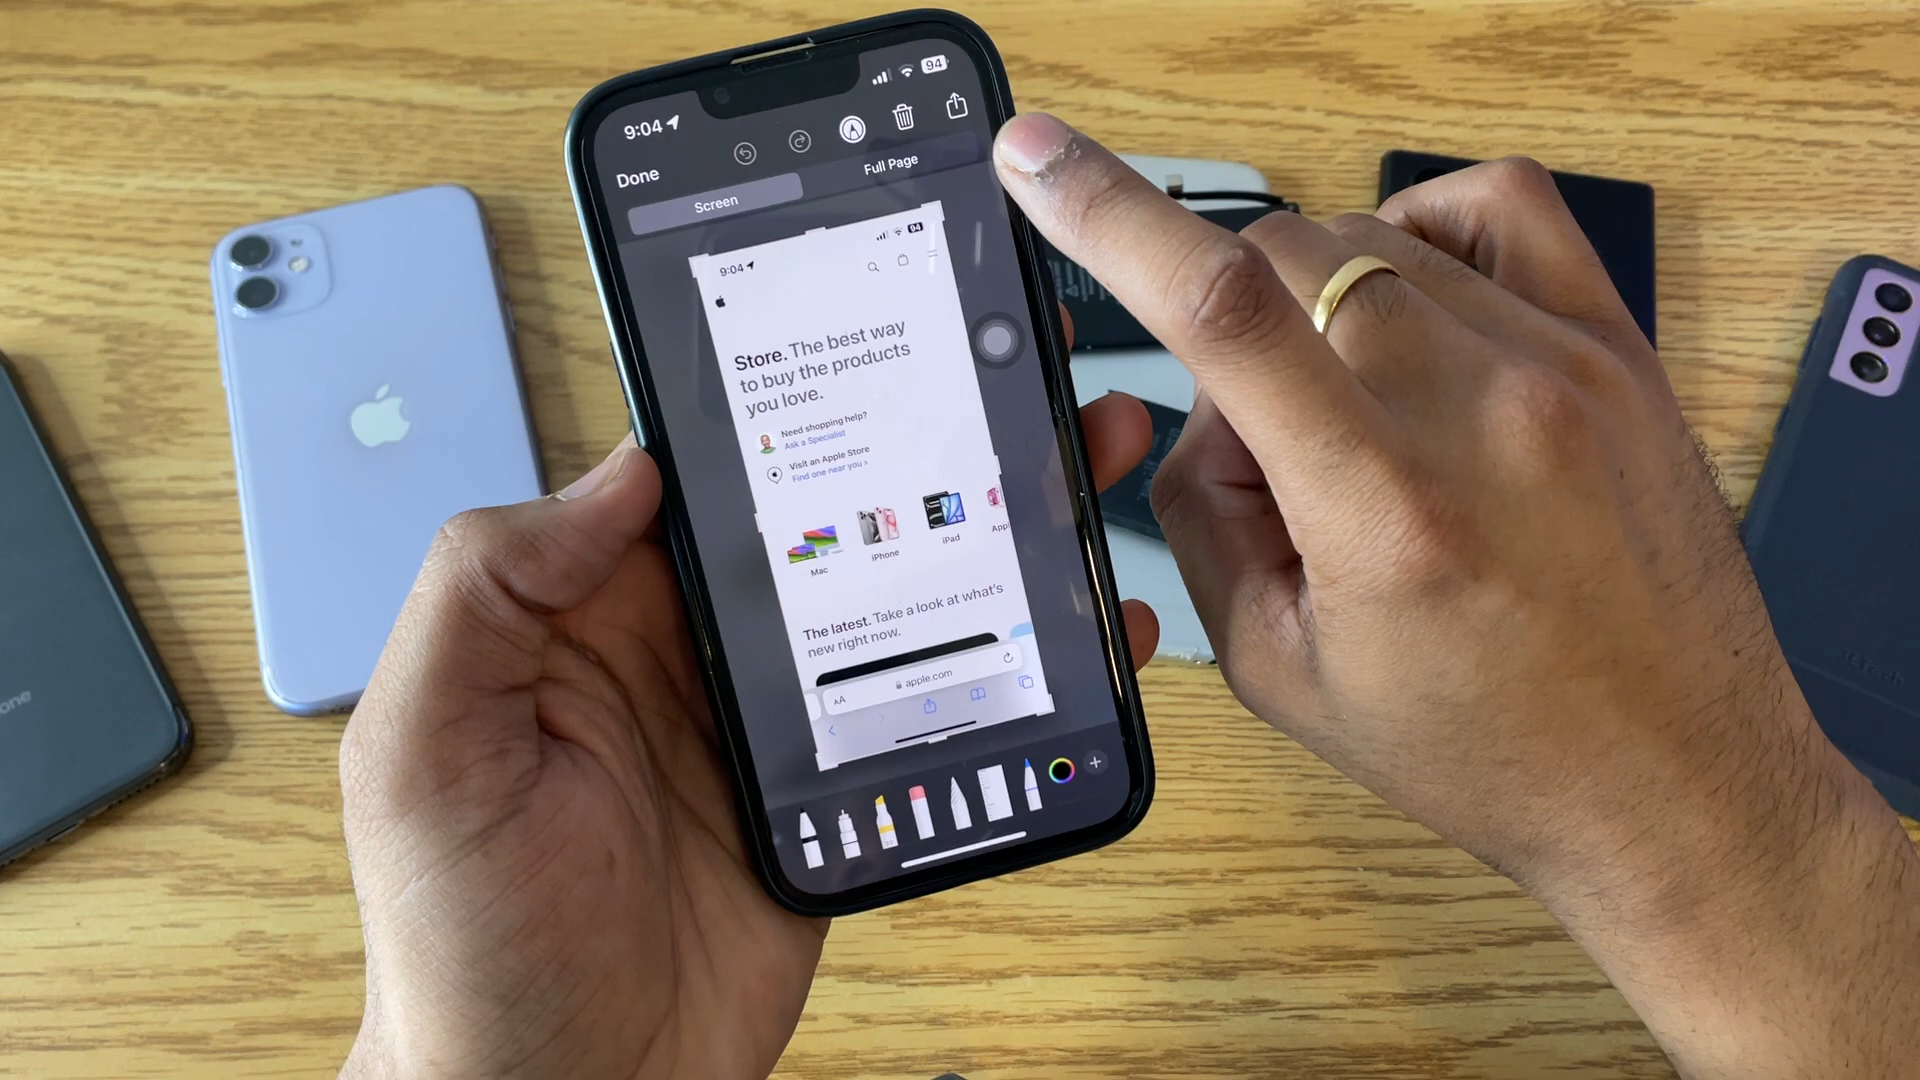 94
9:04
Done
Full Page
Screen
94
9:04
Store. The best way
to buy the products
you love.
Need shopping help?
Ask a Specialist
Visit an Apple Store
Find one near you >
Mac
iPhone
iPad
Appl
The latest. Take a look at what's
new right now.
AA
apple.com
one